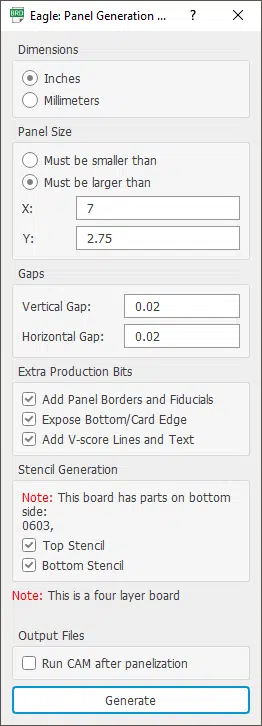 BRD
Eagle: Panel Generation ...
?
Dimensions
Inches
Millimeters
Panel Size
Must be smaller than
Must be larger than
X: 7
Y: 2.75
Gaps
Vertical Gap: 0.02
Horizontal Gap: 0.02
Extra Production Bits
Add Panel Borders and Fiducials
Expose Bottom/Card Edge
Add V-score Lines and Text
Stencil Generation
Note: This board has parts on bottom
side:
0603,
Top Stencil
Bottom Stencil
Note: This is a four layer board
Output Files
Run CAM after panelization
Generate